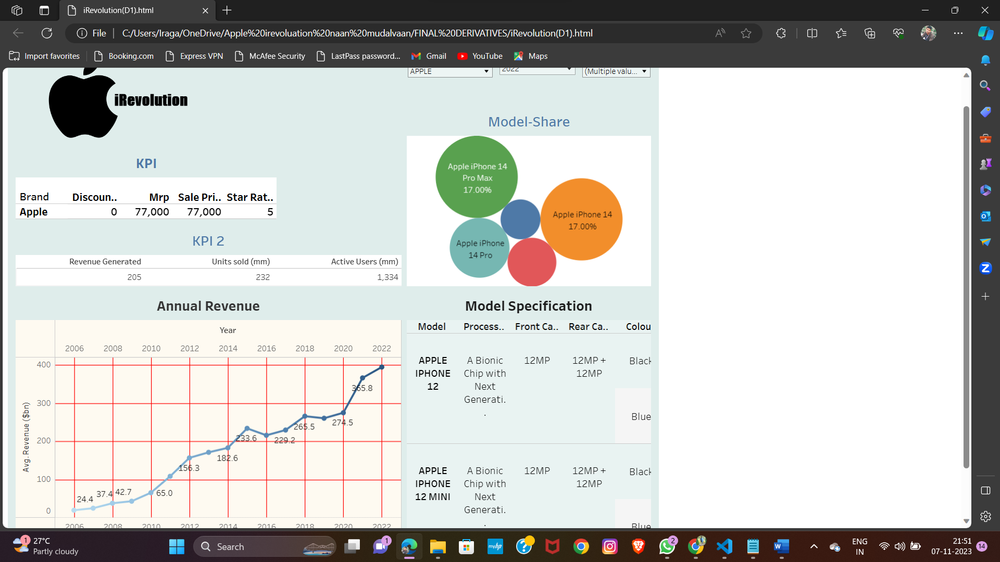 iRevolution(D1).html
File
C:/Users/Iraga/OneDrive/Apple%20irevoluation%20naan%20mudalvaan/FINAL%20DERIVATIVES/iRevolution(D1).html
Import favorites
Booking.com
Express VPN
McAfee Security
LastPass password...
Gmail
YouTube
Maps
APPLE
2022
(Multiple valu...
iRevolution
Model-Share
Apple iPhone 14
Pro Max
17.00%
Apple iPhone 14
17.00%
Apple iPhone
14 Pro
KPI
Brand Discoun.. Mrp Sale Pri.. Star Rat..
Apple 0 77,000 77,000 5
KPI 2
Revenue Generated Units sold (mm) Active Users (mm)
205 232 1,334
Annual Revenue
Year
2006 2008 2010 2012 2014 2016 2018 2020 2022
Avg. Revenue ($bn)
400
300
200
100
0
24.4
37.4
42.7
65.0
156.3
182.6
233.6
229.2
265.5
274.5
365.8
2006 2008 2010 2012 2014 2016 2018 2020 2022
Model Specification
Model Process.. Front Ca.. Rear Ca.. Colou
APPLE
IPHONE
12
A Bionic
Chip with
Next
Generati.
.
12MP
12MP +
12MP
Black
Blue
APPLE
IPHONE
12 MINI
A Bionic
Chip with
Next
Generati.
.
12MP
12MP +
12MP
Black
Blue
1
27°C
Partly cloudy
Search
1
myhp
2
ENG
IN
21:51
07-11-2023
14